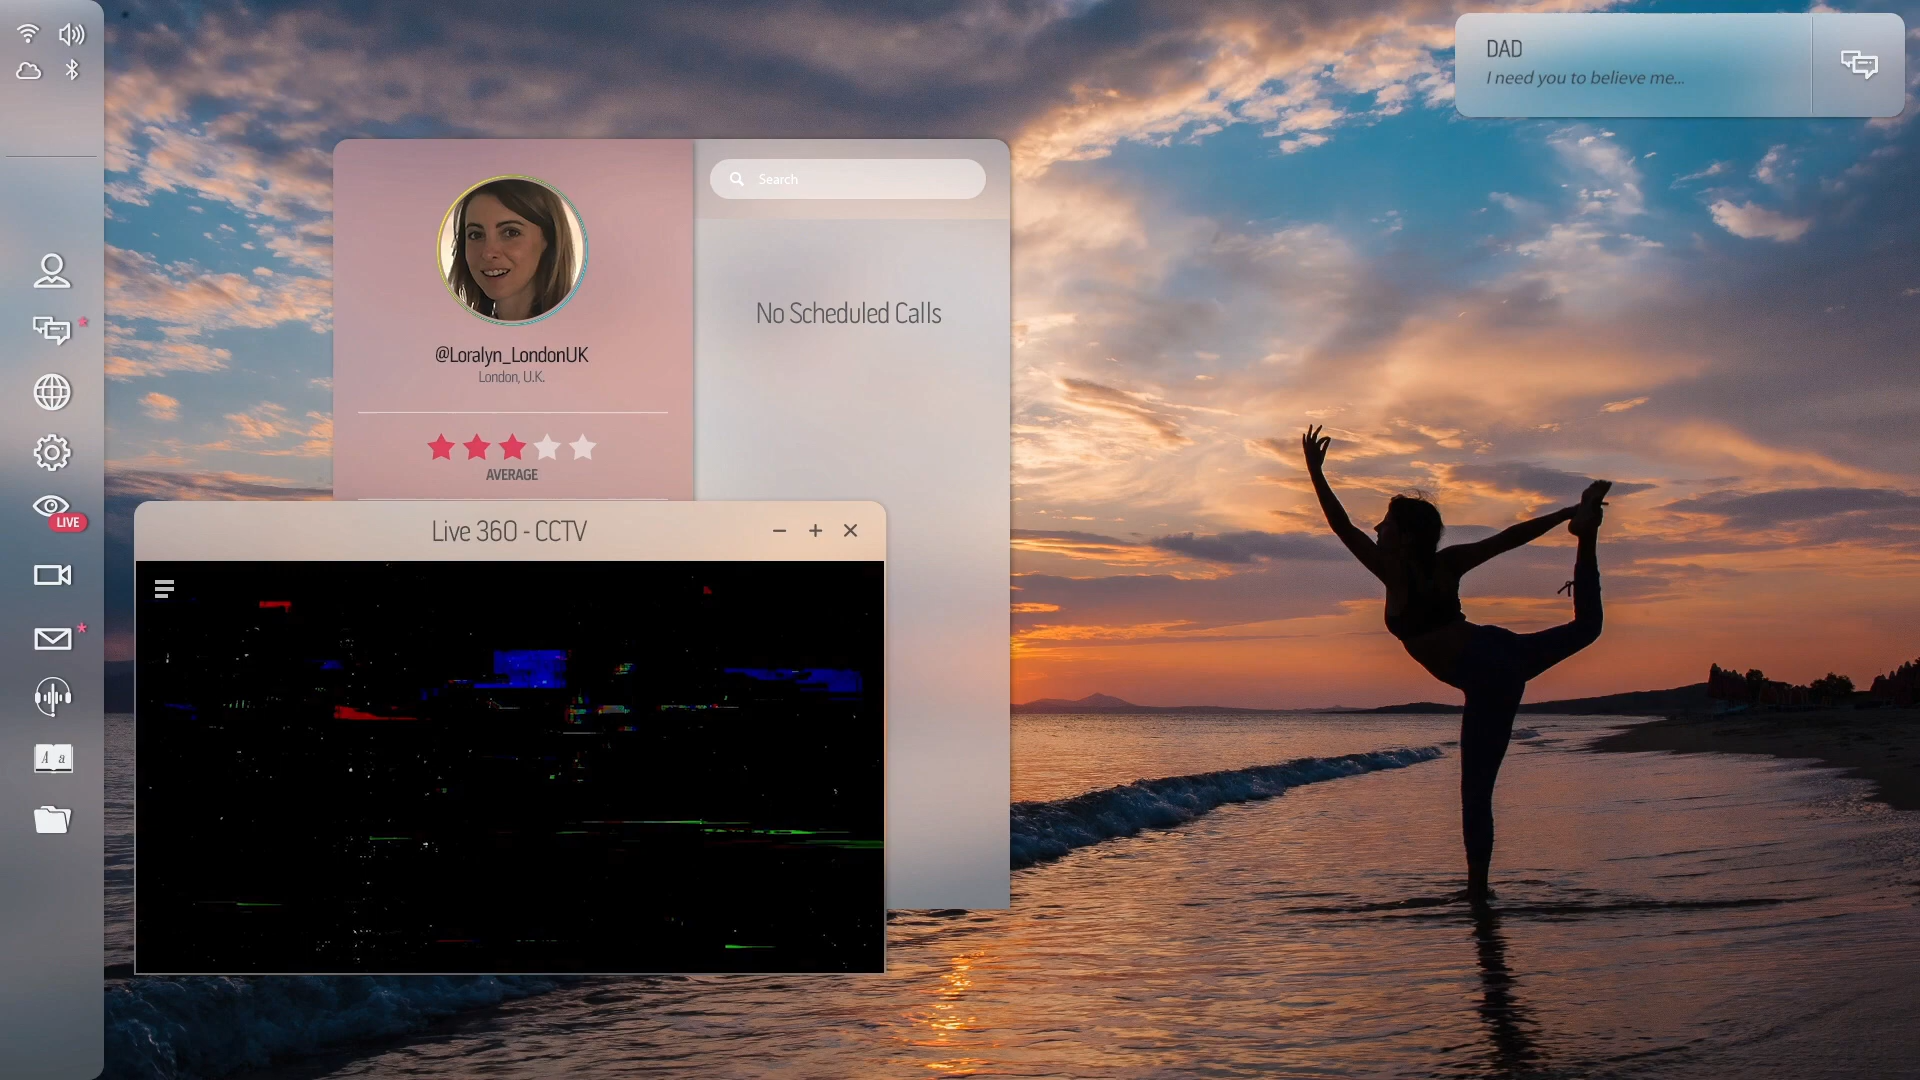 DAD
I need you to believe me...
Search
No Scheduled Calls
@Loralyn_LondonUK
London, U.K.
AVERAGE
LIVE
Live 360 - CCTV
A a